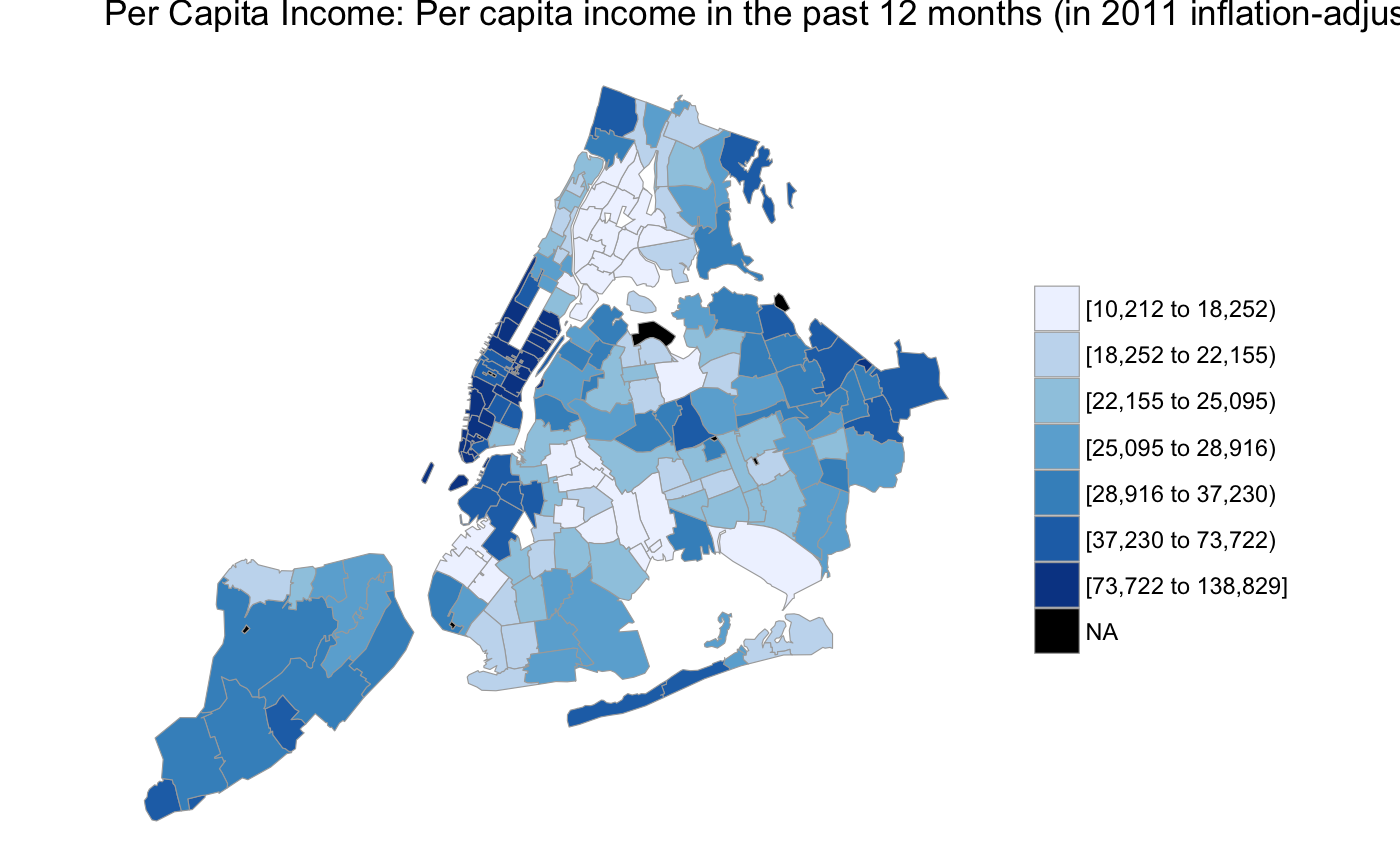 Per Capita Income: Per capita income in the past 12 months (in 2011 inflation-adjus
[10,212 to 18,252)
[18,252 to 22,155)
[22,155 to 25,095)
[25,095 to 28,916)
[28,916 to 37,230)
[37,230 to 73,722)
[73,722 to 138,829]
NA